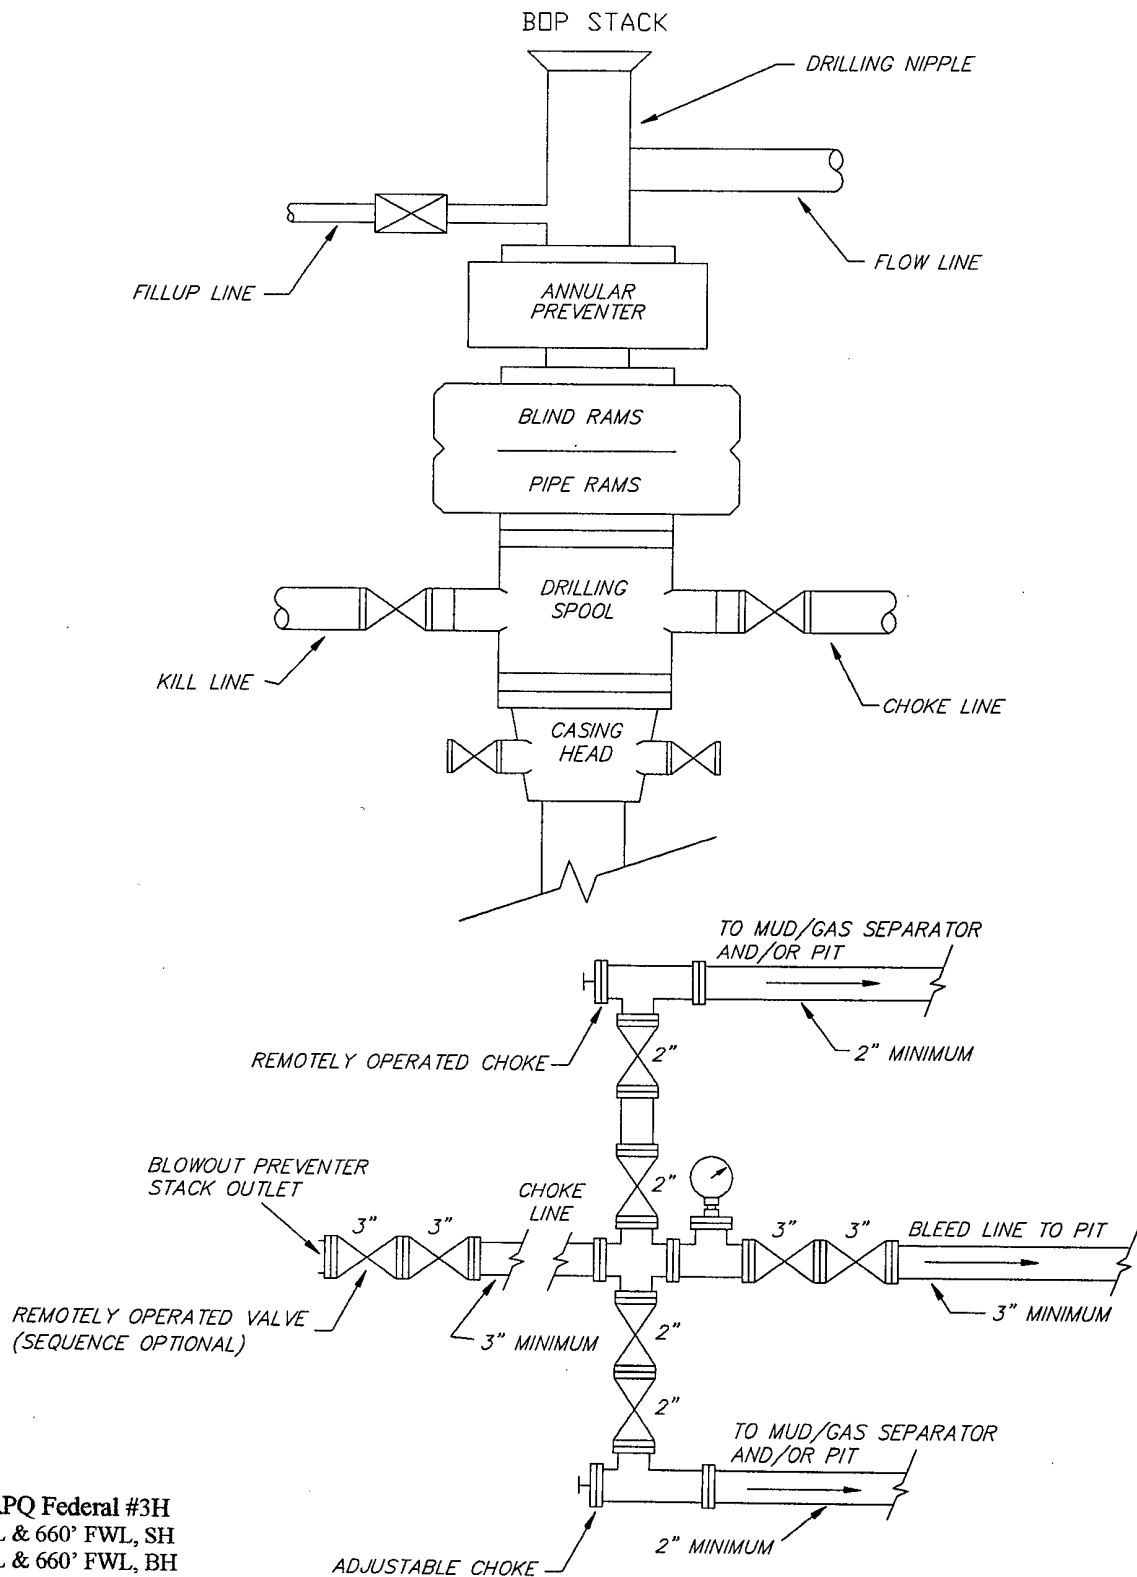 BOP STACK
DRILLING NIPPLE
FLOW LINE
FILLUP LINE
ANNULAR
PREVENTER
BLIND RAMS
PIPE RAMS
DRILLING
SPOOL
KILL LINE
CHOKE LINE
CASING
HEAD
TO MUD/GAS SEPARATOR
AND/OR PIT
REMOTELY OPERATED CHOKE
2"
2" MINIMUM
BLOWOUT PREVENTER
STACK OUTLET
2"
CHOKE
LINE
3" 3"
3" 3"
BLEED LINE TO PIT
REMOTELY OPERATED VALVE
(SEQUENCE OPTIONAL)
3" MINIMUM
3" MINIMUM
2"
2"
TO MUD/GAS SEPARATOR
AND/OR PIT
2" MINIMUM
ADJUSTABLE CHOKE
PQ Federal #3H
& 660' FWL, SH
& 660' FWL, BH